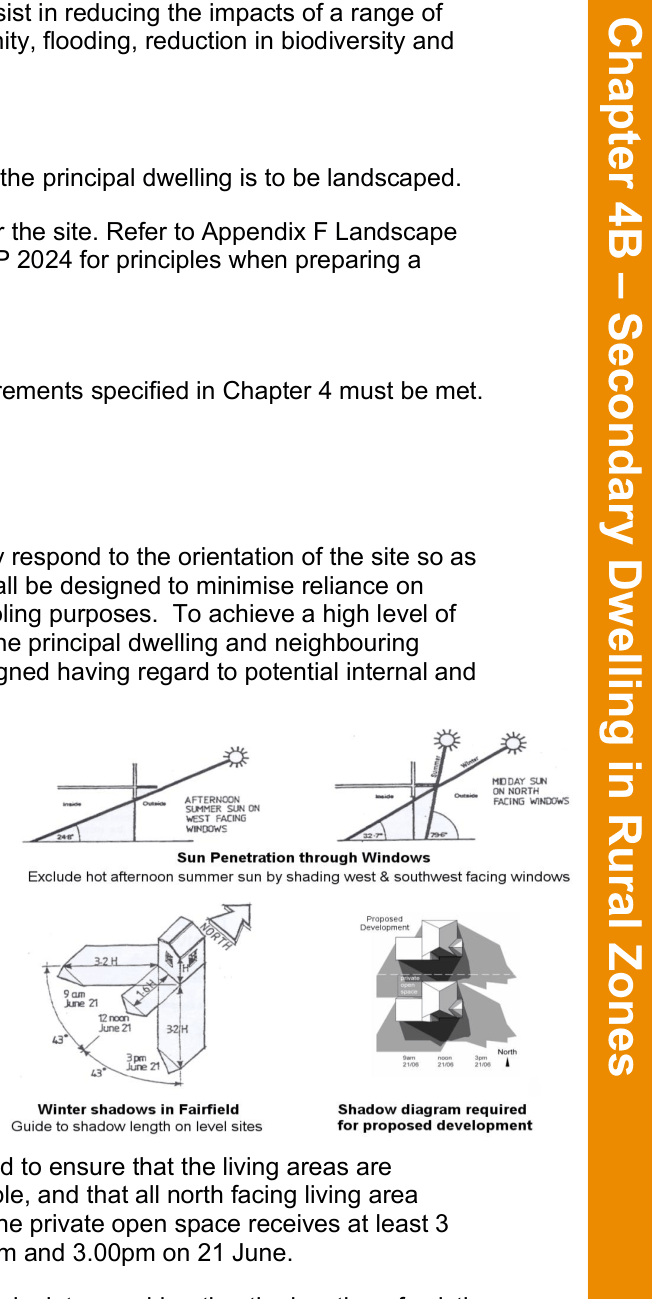 sist in reducing the impacts of a range of
nity, flooding, reduction in biodiversity and
the principal dwelling is to be landscaped.
r the site. Refer to Appendix F Landscape
P 2024 for principles when preparing a
rements specified in Chapter 4 must be met.
y respond to the orientation of the site so as
all be designed to minimise reliance on
oling purposes.  To achieve a high level of
he principal dwelling and neighbouring
gned having regard to potential internal and
Inside
Outside
24·8°
AFTERNOON
SUMMER SUN ON
WEST FACING
WINDOWS
Summer
Winter
Inside
Outside
32·7°
79·6°
MIDDAY SUN
ON NORTH
FACING WINDOWS
Sun Penetration through Windows
Exclude hot afternoon summer sun by shading west & southwest facing windows
NORTH
3·2 H
H
1·6 H
3·2 H
9 am
June 21
12 noon
June 21
3 pm
June 21
43°
43°
Proposed
Development
private
open
space
9am
21/06
noon
21/06
3pm
21/06
North
Winter shadows in Fairfield
Guide to shadow length on level sites
Shadow diagram required
for proposed development
d to ensure that the living areas are
ole, and that all north facing living area
he private open space receives at least 3
m and 3.00pm on 21 June.
Chapter 4B – Secondary Dwelling in Rural Zones